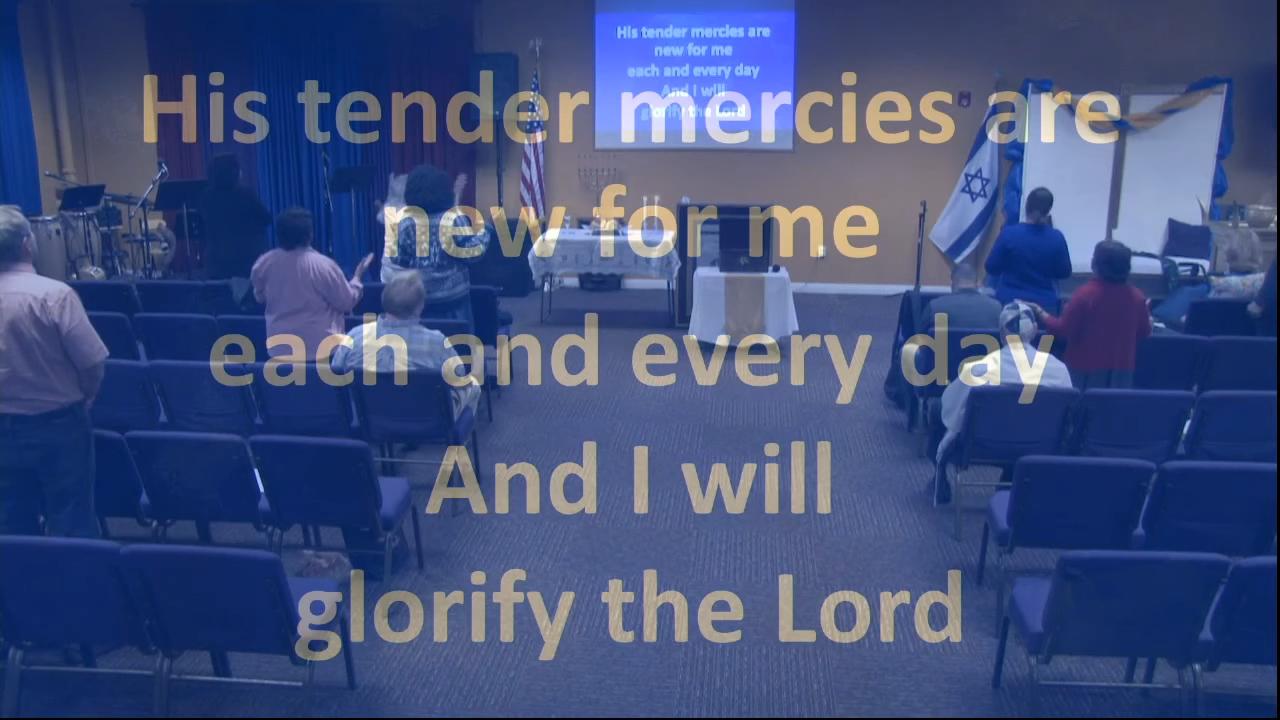 His tender mercies are
new for me
each and every day
And I will
glorify the Lord
His tender mercies are
new for me
each and every day
And I will
glorify the Lord